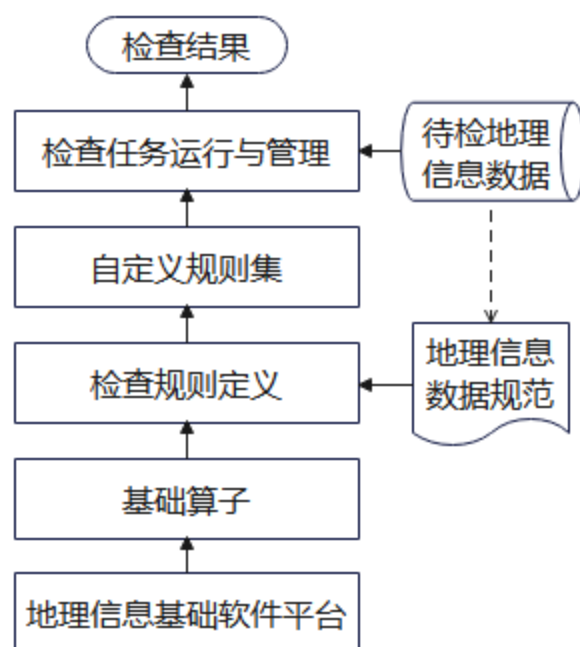 检查结果
检查任务运行与管理
待检地理
信息数据
自定义规则集
检查规则定义
地理信息
数据规范
基础算子
地理信息基础软件平台